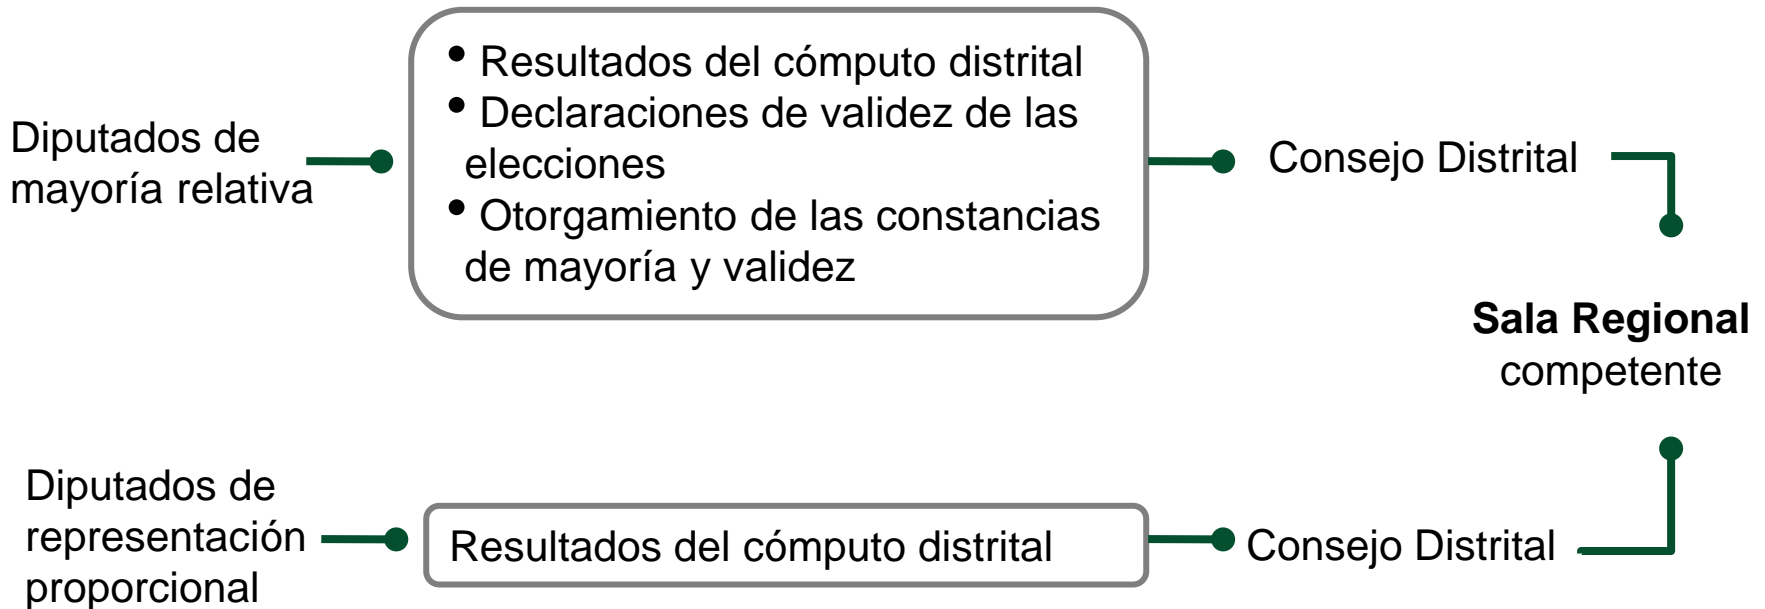 Diputados de
mayoría relativa
• Resultados del cómputo distrital
• Declaraciones de validez de las
elecciones
• Otorgamiento de las constancias
de mayoría y validez
Consejo Distrital
Sala Regional
competente
Diputados de
representación
proporcional
Resultados del cómputo distrital
Consejo Distrital